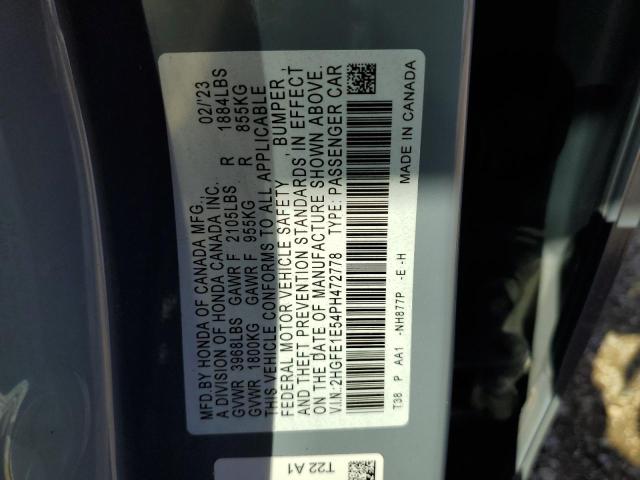 MFD.BY HONDA OF CANADA MFG., 02/'23
A DIVISION OF HONDA CANADA INC.
GVWR 3968LBS GAWR F 2105LBS R 1884LBS
GVWR 1800KG GAWR F 955KG R 855KG
THIS VEHICLE CONFORMS TO ALL APPLICABLE
FEDERAL MOTOR VEHICLE SAFETY, BUMPER,
AND THEFT PREVENTION STANDARDS IN EFFECT
ON THE DATE OF MANUFACTURE SHOWN ABOVE.
V.I.N.:2HGFE1E54PH472778 TYPE:PASSENGER CAR
T38 P AA1 -NH877P -E -H MADE IN CANADA
T22 A1